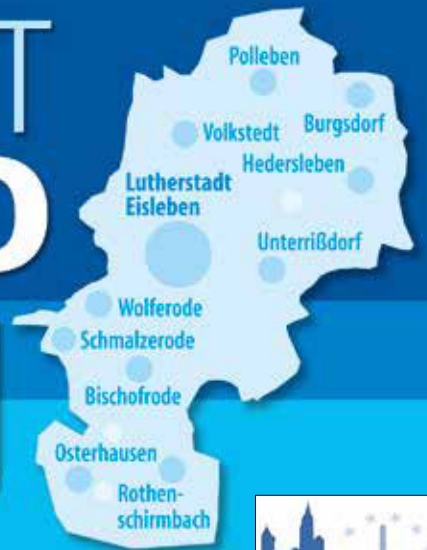 T
Polleben
Volkstedt
Burgsdorf
Hedersleben
Lutherstadt
Eisleben
Unterrißdorf
Wolferode
Schmalzerode
Bischofrode
Osterhausen
Rothen-
schirmbach